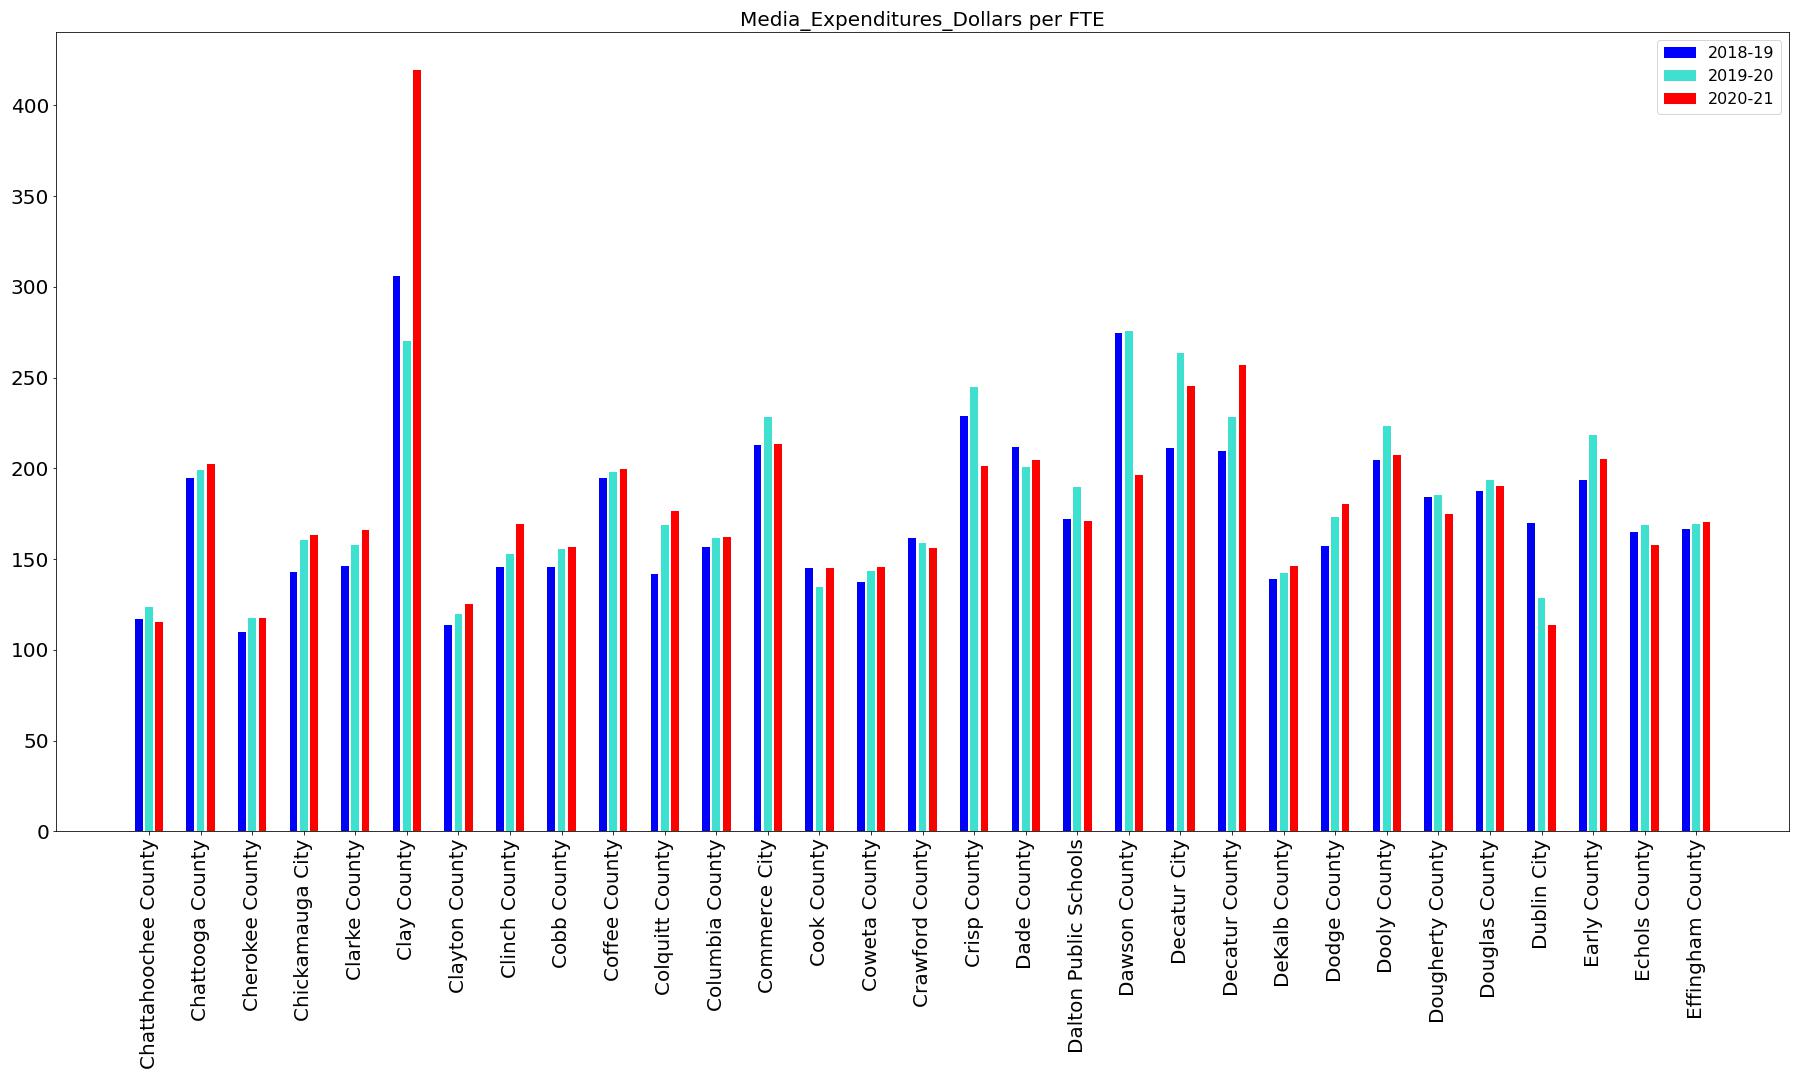 Media_Expenditures_Dollars per FTE
2018-19
2019-20
2020-21
400
350
300
250
200
150
100
50
0
Chattahoochee County
Chattooga County
Cherokee County
Chickamauga City
Clarke County
Clay County
Clayton County
Clinch County
Cobb County
Coffee County
Colquitt County
Columbia County
Commerce City
Cook County
Coweta County
Crawford County
Crisp County
Dade County
Dalton Public Schools
Dawson County
Decatur City
Decatur County
DeKalb County
Dodge County
Dooly County
Dougherty County
Douglas County
Dublin City
Early County
Echols County
Effingham County